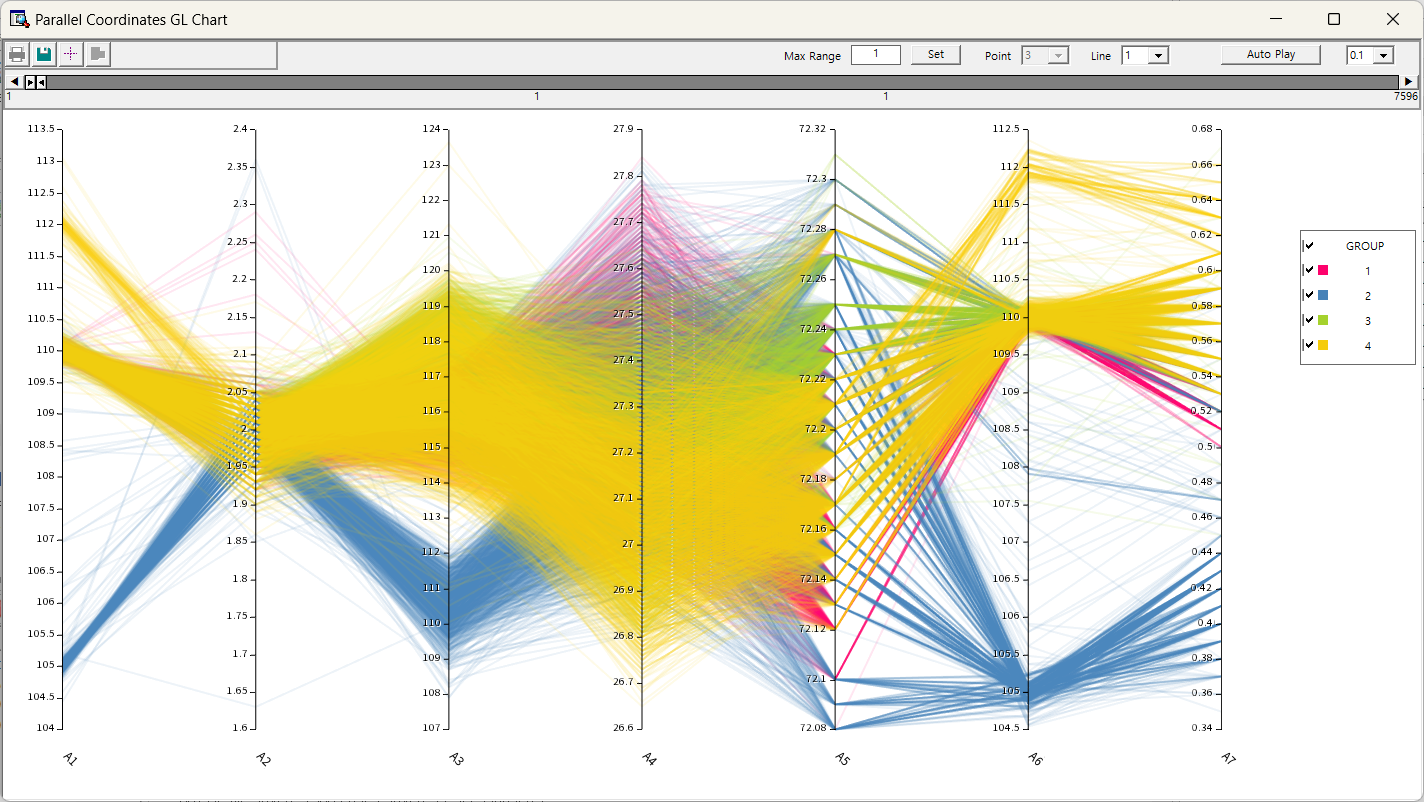 Parallel Coordinates GL Chart
Max Range 1 Set Point 3 Line 1 Auto Play 0.1
1 1 1 7596
113.5 2.4 124 27.9 72.32 112.5 0.68
113 2.35 123 27.8 72.3 112 0.66
112.5 2.3 122 27.7 72.28 111.5 0.64
112 2.25 121 27.6 72.26 111 0.62
111.5 2.2 120 27.5 72.24 110.5 0.6
111 2.15 119 27.4 72.22 110 0.58
110.5 2.1 118 27.3 72.2 109.5 0.56
110 2.05 117 27.2 72.18 109 0.54
109.5 2 116 27.1 72.16 108.5 0.52
109 1.95 115 27 72.14 108 0.5
108.5 1.9 114 26.9 72.12 107.5 0.48
108 1.85 113 26.8 72.1 107 0.46
107.5 1.8 112 26.7 72.08 106.5 0.44
107 1.75 111 26.6 106 0.42
106.5 1.7 110 105.5 0.4
106 1.65 109 105 0.38
105.5 1.6 108 104.5 0.36
105 107 0.34
104.5
104
A1 A2 A3 A4 A5 A6 A7
GROUP
1
2
3
4